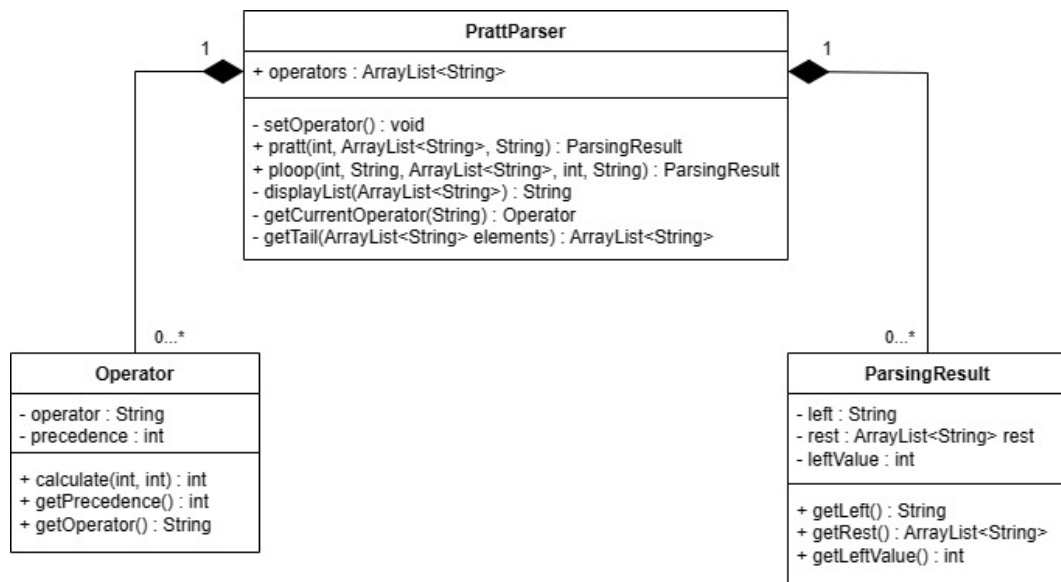 PrattParser
1
1
+ operators : ArrayList<String>
- setOperator() : void
+ pratt(int, ArrayList<String>, String) : ParsingResult
+ ploop(int, String, ArrayList<String>, int, String) : ParsingResult
- displayList(ArrayList<String>) : String
- getCurrentOperator(String) : Operator
- getTail(ArrayList<String> elements) : ArrayList<String>
0...*
0...*
Operator
- operator : String
- precedence : int
+ calculate(int, int) : int
+ getPrecedence() : int
+ getOperator() : String
ParsingResult
- left : String
- rest : ArrayList<String> rest
- leftValue : int
+ getLeft() : String
+ getRest() : ArrayList<String>
+ getLeftValue() : int